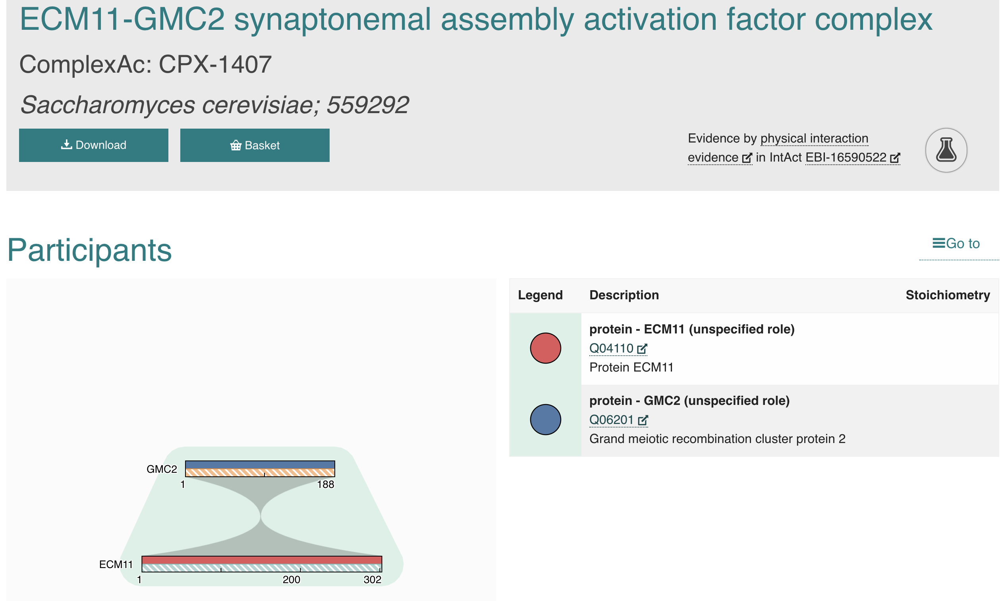 ECM11-GMC2 synaptonemal assembly activation factor complex
ComplexAc: CPX-1407
Saccharomyces cerevisiae; 559292
Download
Basket
Evidence by physical interaction
evidence in IntAct EBI-16590522
Participants
Go to
Legend Description Stoichiometry
protein - ECM11 (unspecified role)
Q04110
Protein ECM11
protein - GMC2 (unspecified role)
Q06201
Grand meiotic recombination cluster protein 2
GMC2
1 188
ECM11
1 200 302